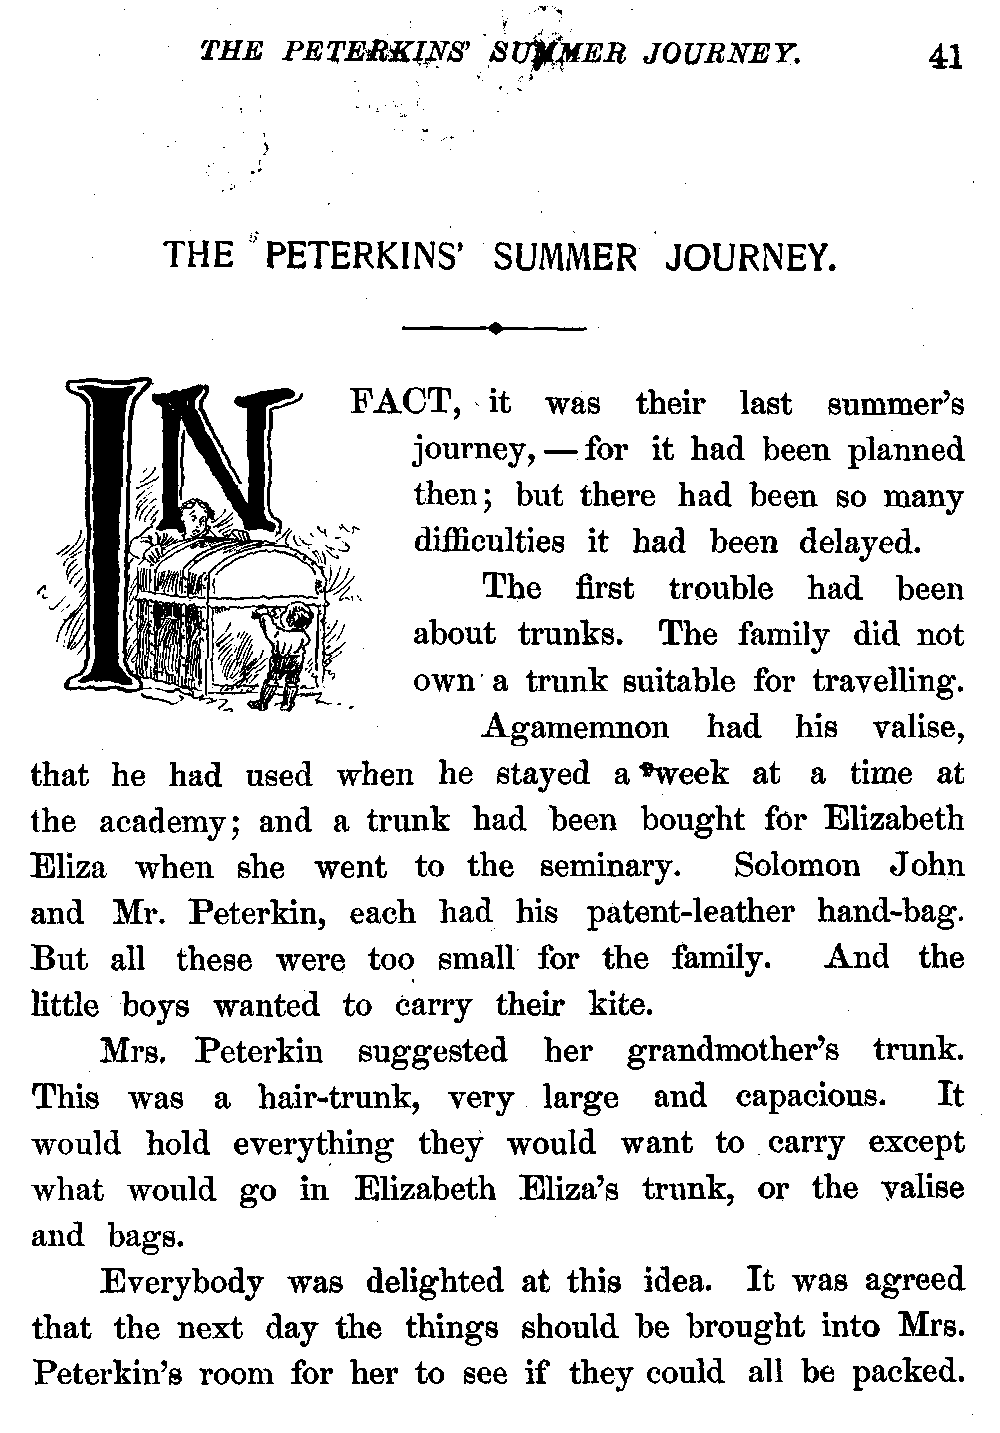 THE PETERKINS' SUMMER JOURNEY. 41
THE PETERKINS' SUMMER JOURNEY.
IN FACT, it was their last summer's
journey, — for it had been planned
then; but there had been so many
difficulties it had been delayed.
The first trouble had been
about trunks. The family did not
own a trunk suitable for travelling.
Agamemnon had his valise,
that he had used when he stayed a week at a time at
the academy; and a trunk had been bought for Elizabeth
Eliza when she went to the seminary. Solomon John
and Mr. Peterkin, each had his patent-leather hand-bag.
But all these were too small for the family. And the
little boys wanted to carry their kite.
Mrs. Peterkin suggested her grandmother's trunk.
This was a hair-trunk, very large and capacious. It
would hold everything they would want to carry except
what would go in Elizabeth Eliza's trunk, or the valise
and bags.
Everybody was delighted at this idea. It was agreed
that the next day the things should be brought into Mrs.
Peterkin's room for her to see if they could all be packed.